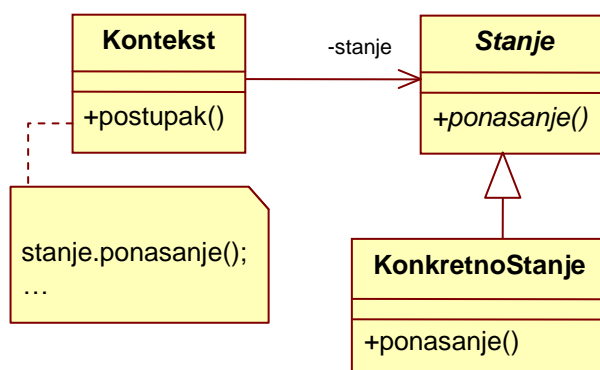 Kontekst
+postupak()
-stanje
Stanje
+ponasanje()
stanje.ponasanje();
…
KonkretnoStanje
+ponasanje()